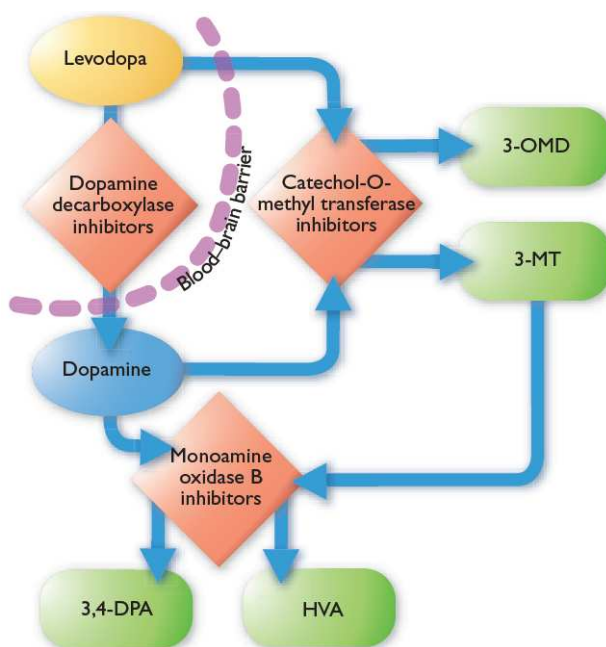 Levodopa
Blood–brain barrier
Dopamine
decarboxylase
inhibitors
Catechol-O-
methyl transferase
inhibitors
3-OMD
3-MT
Dopamine
Monoamine
oxidase B
inhibitors
3,4-DPA
HVA